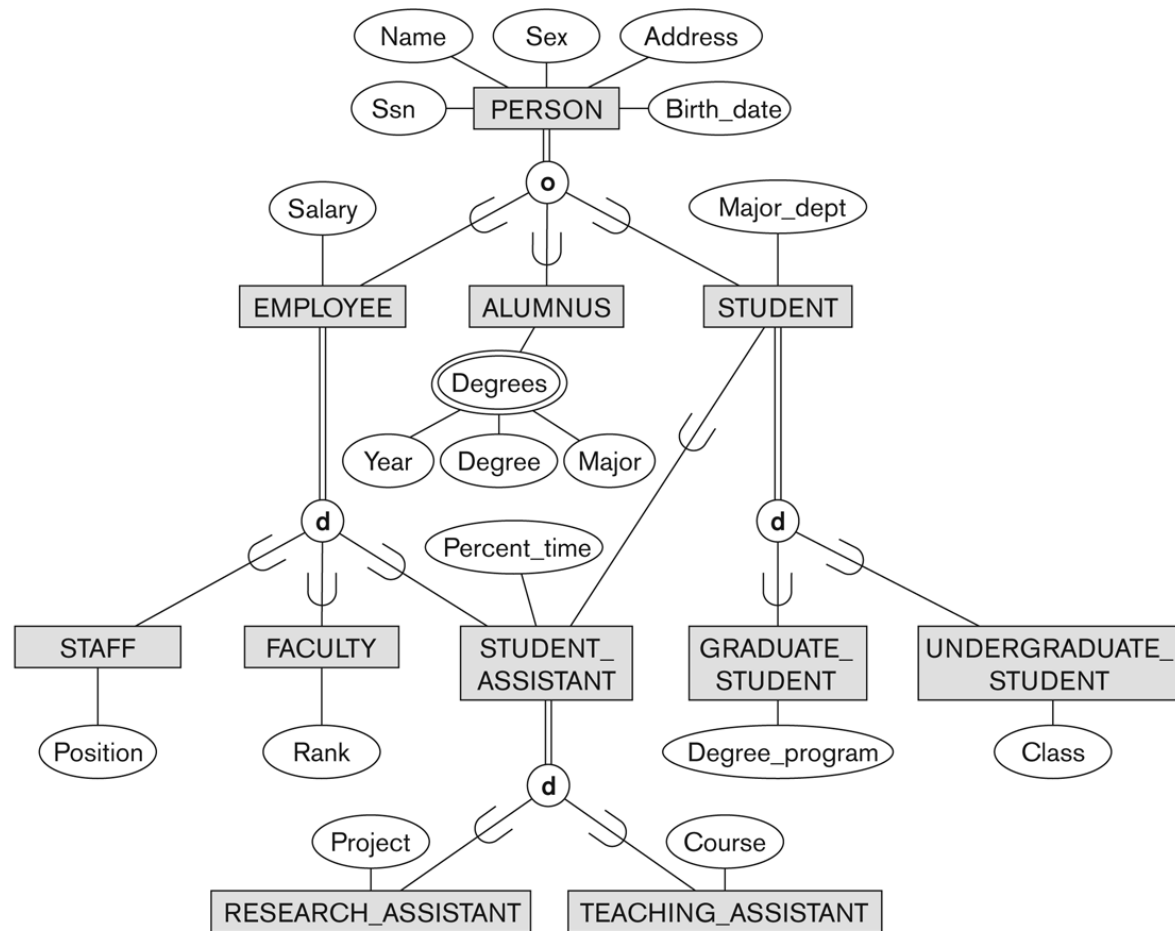 Name Sex Address
Ssn PERSON Birth_date
o
Salary Major_dept
EMPLOYEE ALUMNUS STUDENT
Degrees
Year Degree Major
d d
Percent_time
STAFF FACULTY STUDENT_ GRADUATE_ UNDERGRADUATE_
ASSISTANT STUDENT STUDENT
Position Rank Degree_program Class
d
Project Course
RESEARCH_ASSISTANT TEACHING_ASSISTANT